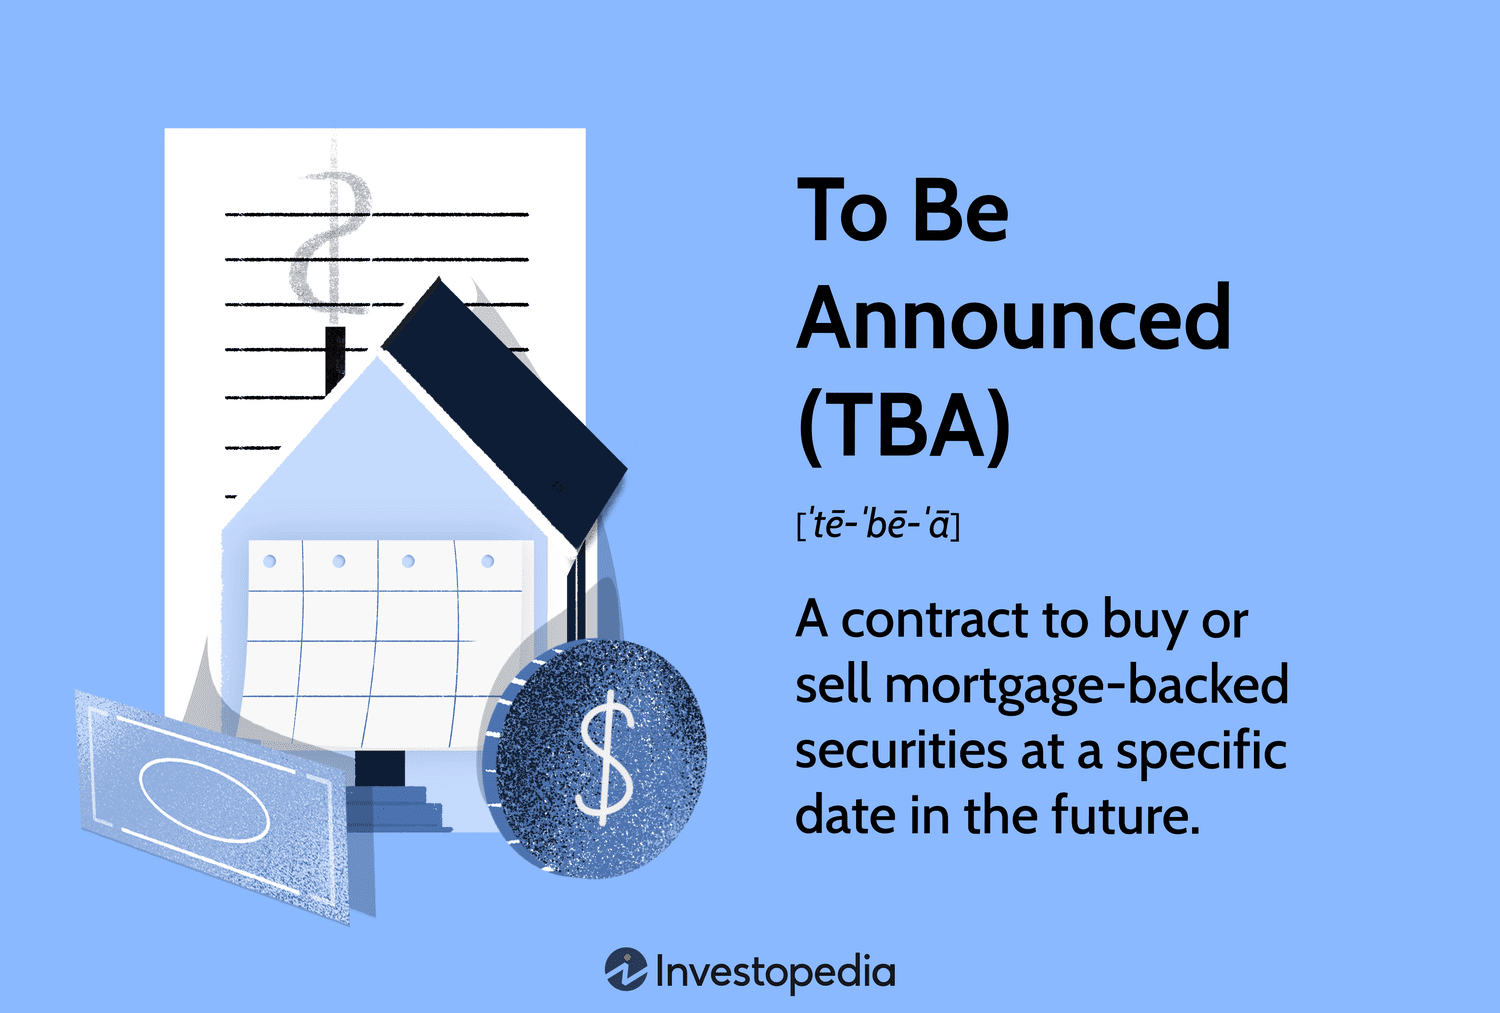 To Be
Announced
(TBA)
[ˈtē-ˈbē-ˈā]
A contract to buy or
sell mortgage-backed
securities at a specific
date in the future.
$
Investopedia